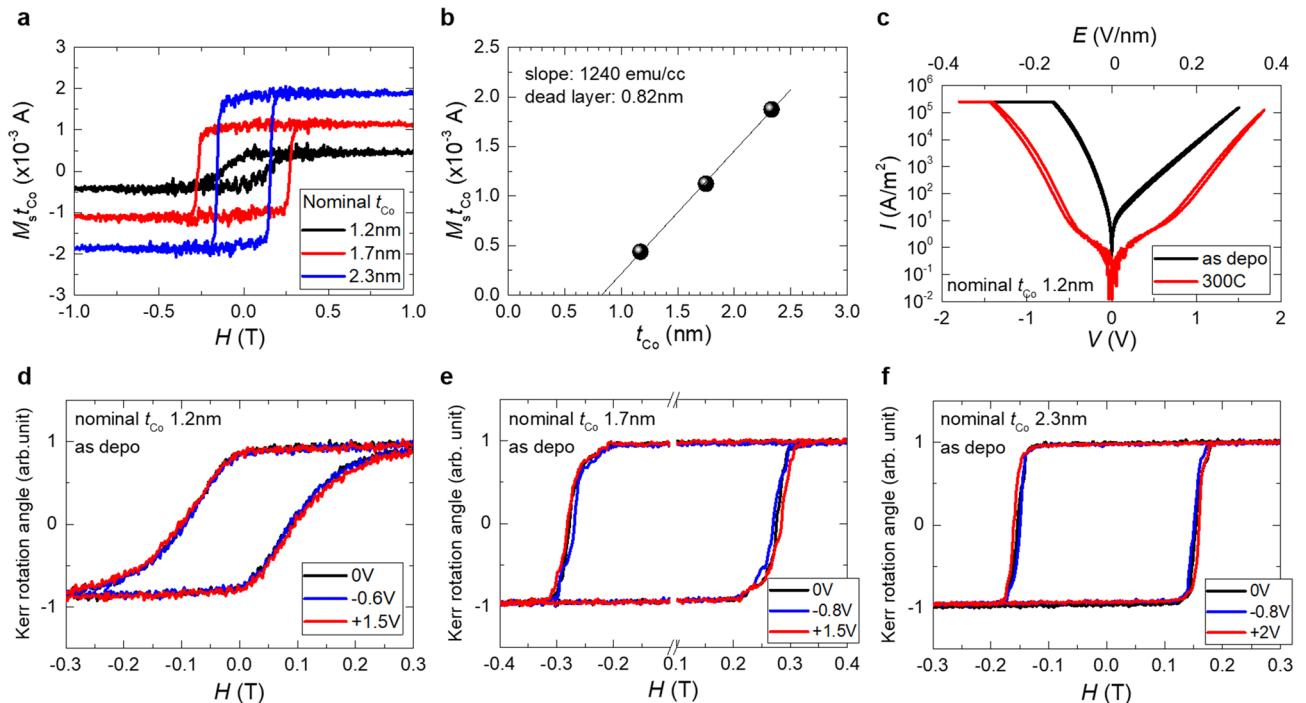 a
3
2
1
0
-1
-2
-3
-1.0
-0.5
0.0
0.5
1.0
M_s t_Co (x10^-3 A)
H (T)
Nominal t_Co
1.2nm
1.7nm
2.3nm
b
2.5
2.0
1.5
1.0
0.5
0.0
0.0
0.5
1.0
1.5
2.0
2.5
3.0
M_s t_Co (x10^-3 A)
t_Co (nm)
slope: 1240 emu/cc
dead layer: 0.82nm
c
E (V/nm)
-0.4
-0.2
0.0
0.2
0.4
10^6
10^5
10^4
10^3
10^2
10^1
10^0
10^-1
10^-2
I (A/m^2)
-2
-1
0
1
2
V (V)
as depo
300C
nominal t_Co 1.2nm
d
nominal t_Co 1.2nm
as depo
1
0
-1
Kerr rotation angle (arb.unit)
0V
-0.6V
+1.5V
-0.3
-0.2
-0.1
0.0
0.1
0.2
0.3
H (T)
e
nominal t_Co 1.7nm
as depo
1
0
-1
Kerr rotation angle (arb. unit)
0V
-0.8V
+1.5V
-0.4
-0.3
-0.2
0.1
0.2
0.3
0.4
H (T)
f
nominal t_Co 2.3nm
as depo
1
0
-1
Kerr rotation angle (arb. unit)
0V
-0.8V
+2V
-0.3
-0.2
-0.1
0.0
0.1
0.2
0.3
H (T)